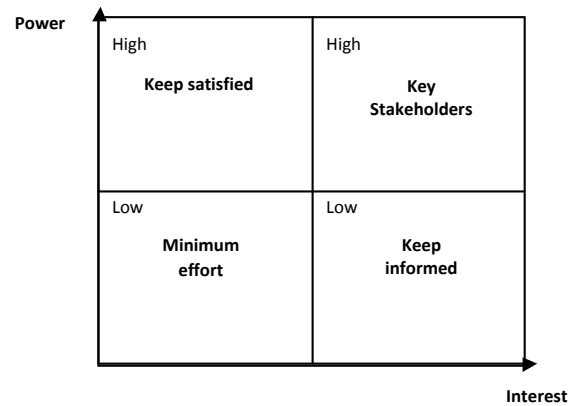 Power
High
High
Keep satisfied
Key
Stakeholders
Low
Low
Minimum
effort
Keep
informed
Interest